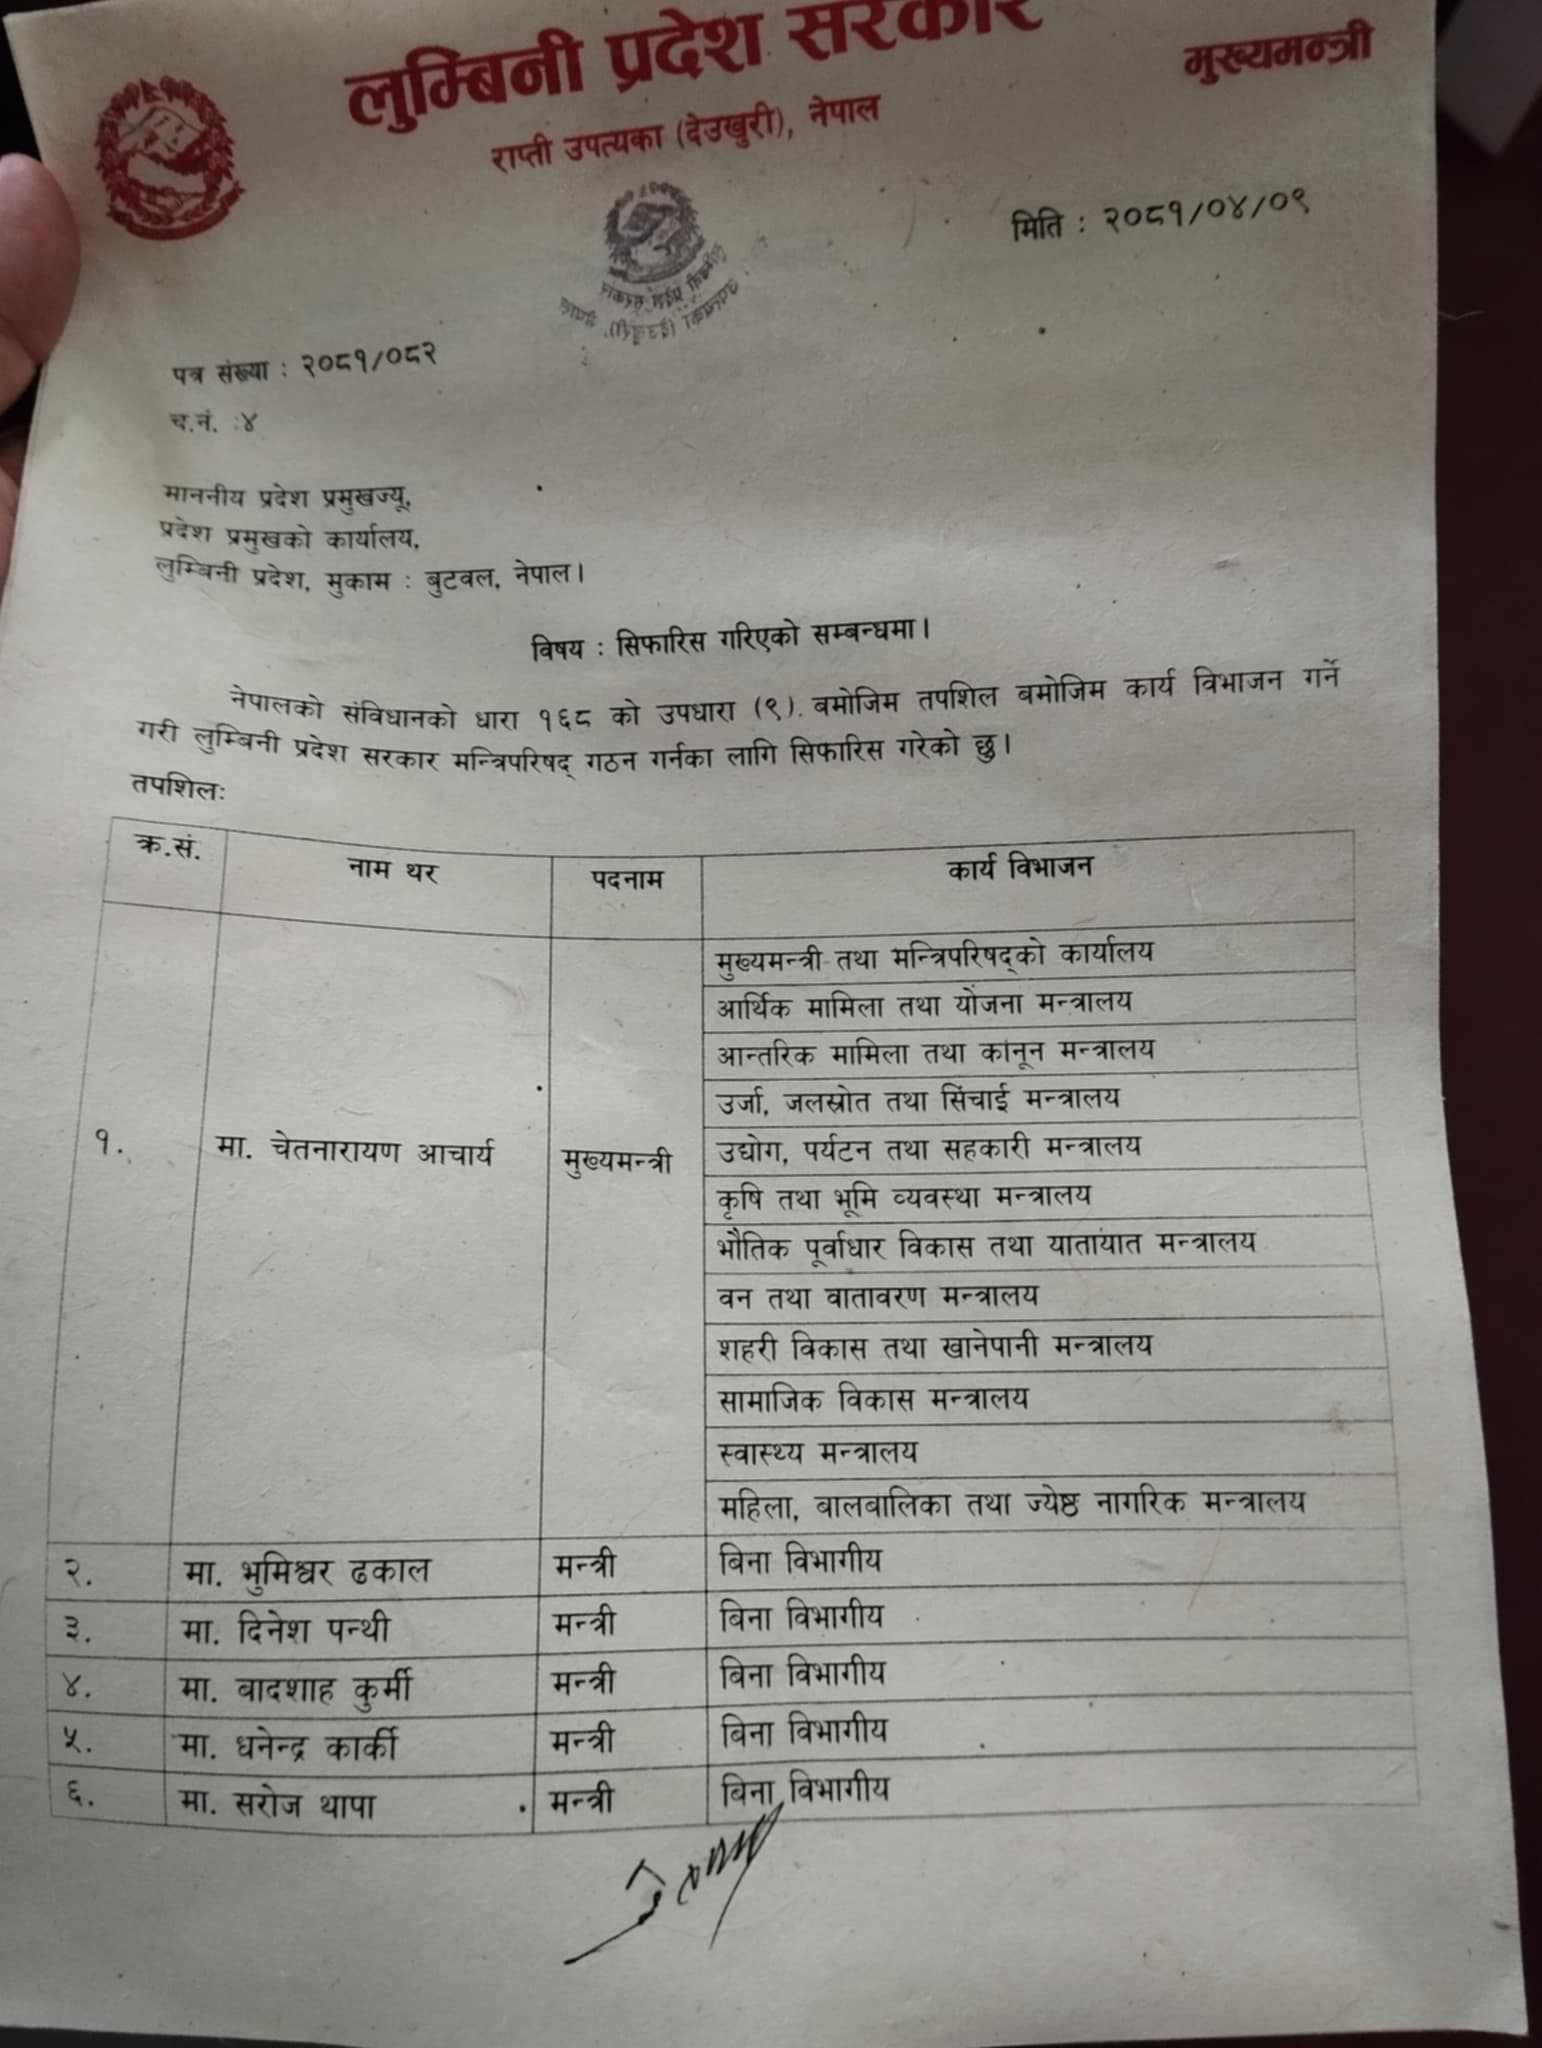 लुम्बिनी प्रदेश सरकार
मुख्यमन्त्री
राप्ती उपत्यका (देउखुरी), नेपाल
मिति : २०८१/०४/०९
पत्र संख्या : २०८१/०८२
च.नं. :४
माननीय प्रदेश प्रमुखज्यू,
प्रदेश प्रमुखको कार्यालय,
लुम्बिनी प्रदेश, मुकाम : बुटवल, नेपाल।
विषय : सिफारिस गरिएको सम्बन्धमा।
नेपालको संविधानको धारा १६८ को उपधारा (९) बमोजिम तपशिल बमोजिम कार्य विभाजन गर्ने
गरी लुम्बिनी प्रदेश सरकार मन्त्रिपरिषद् गठन गर्नका लागि सिफारिस गरेको छु।
तपशिलः
क्र.सं. नाम थर पदनाम कार्य विभाजन
मुख्यमन्त्री तथा मन्त्रिपरिषद्को कार्यालय
आर्थिक मामिला तथा योजना मन्त्रालय
आन्तरिक मामिला तथा कानून मन्त्रालय
उर्जा, जलस्रोत तथा सिंचाई मन्त्रालय
१. मा. चेतनारायण आचार्य मुख्यमन्त्री उद्योग, पर्यटन तथा सहकारी मन्त्रालय
कृषि तथा भूमि व्यवस्था मन्त्रालय
भौतिक पूर्वाधार विकास तथा यातायात मन्त्रालय
वन तथा वातावरण मन्त्रालय
शहरी विकास तथा खानेपानी मन्त्रालय
सामाजिक विकास मन्त्रालय
स्वास्थ्य मन्त्रालय
महिला, बालबालिका तथा ज्येष्ठ नागरिक मन्त्रालय
२. मा. भुमिश्वर ढकाल मन्त्री बिना विभागीय
३. मा. दिनेश पन्थी मन्त्री बिना विभागीय
४. मा. बादशाह कुर्मी मन्त्री बिना विभागीय
५. मा. धनेन्द्र कार्की मन्त्री बिना विभागीय
६. मा. सरोज थापा मन्त्री बिना विभागीय